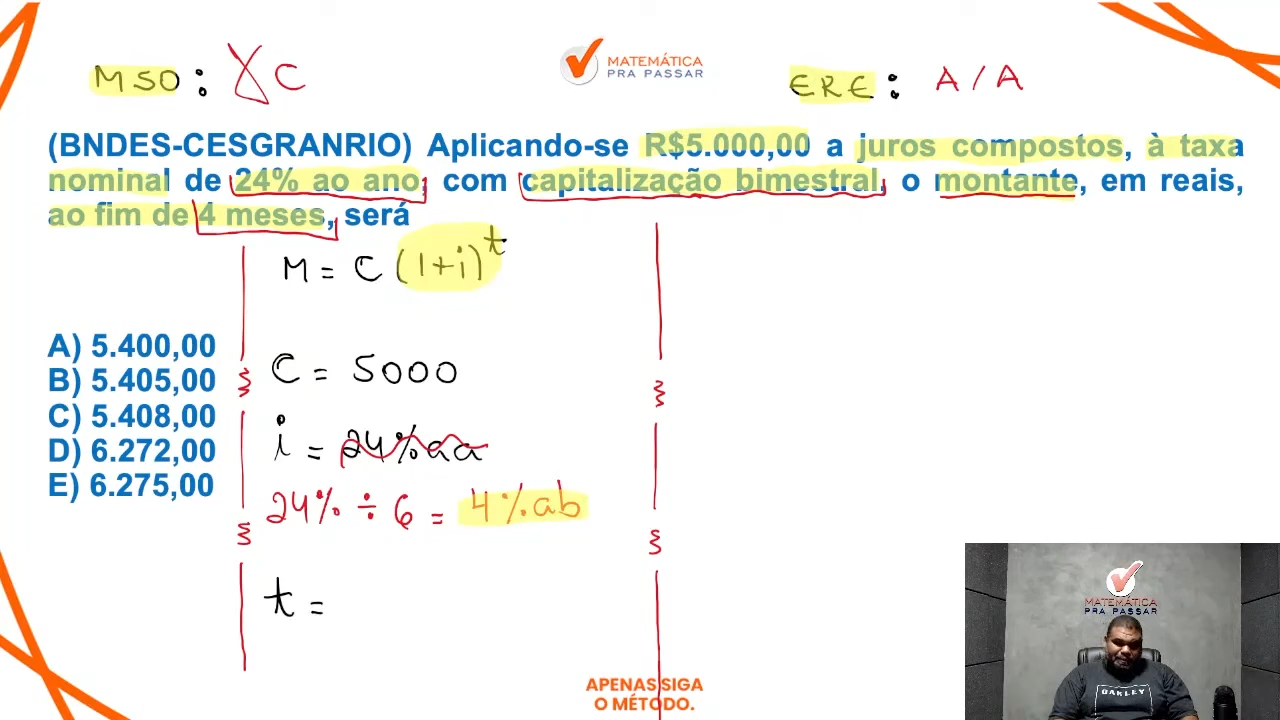 MSO: JC
MATEMÁTICA
PRA PASSAR
ERE: A/A
(BNDES-CESGRANRIO) Aplicando-se R$5.000,00 a juros compostos, à taxa
nominal de 24% ao ano, com capitalização bimestral, o montante, em reais,
ao fim de 4 meses, será
M = C (1+i)^t
A) 5.400,00
B) 5.405,00
C) 5.408,00
D) 6.272,00
E) 6.275,00
C = 5000
i = 24%aa
24% ÷ 6 = 4%ab
t =
MATEMÁTICA
PRA PASSAR
OAKLEY
APENAS SIGA
O MÉTODO.